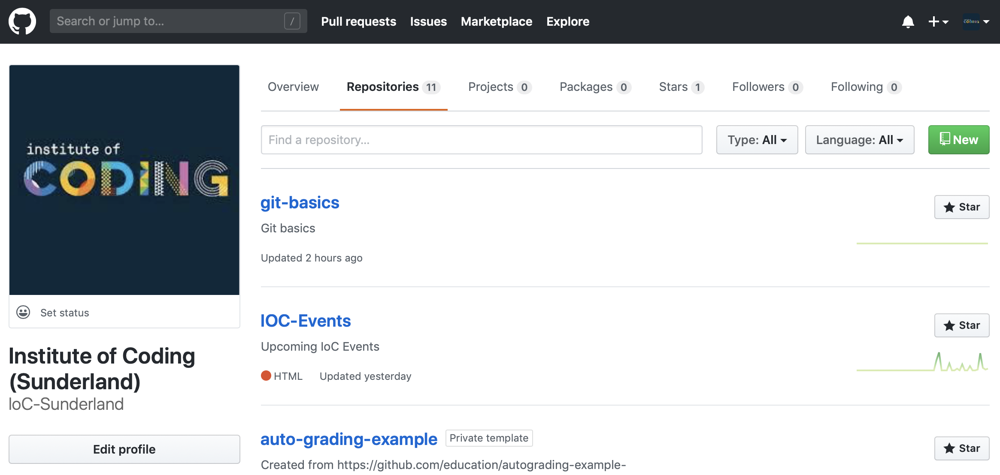 Search or jump to... / Pull requests Issues Marketplace Explore
CODING
Overview Repositories 11 Projects 0 Packages 0 Stars 1 Followers 0 Following 0
Find a repository... Type: All Language: All New
institute of
CODING
Set status
Institute of Coding
(Sunderland)
IoC-Sunderland
Edit profile
git-basics Star
Git basics
Updated 2 hours ago
IOC-Events Star
Upcoming IoC Events
HTML Updated yesterday
auto-grading-example Private template Star
Created from https://github.com/education/autograding-example-